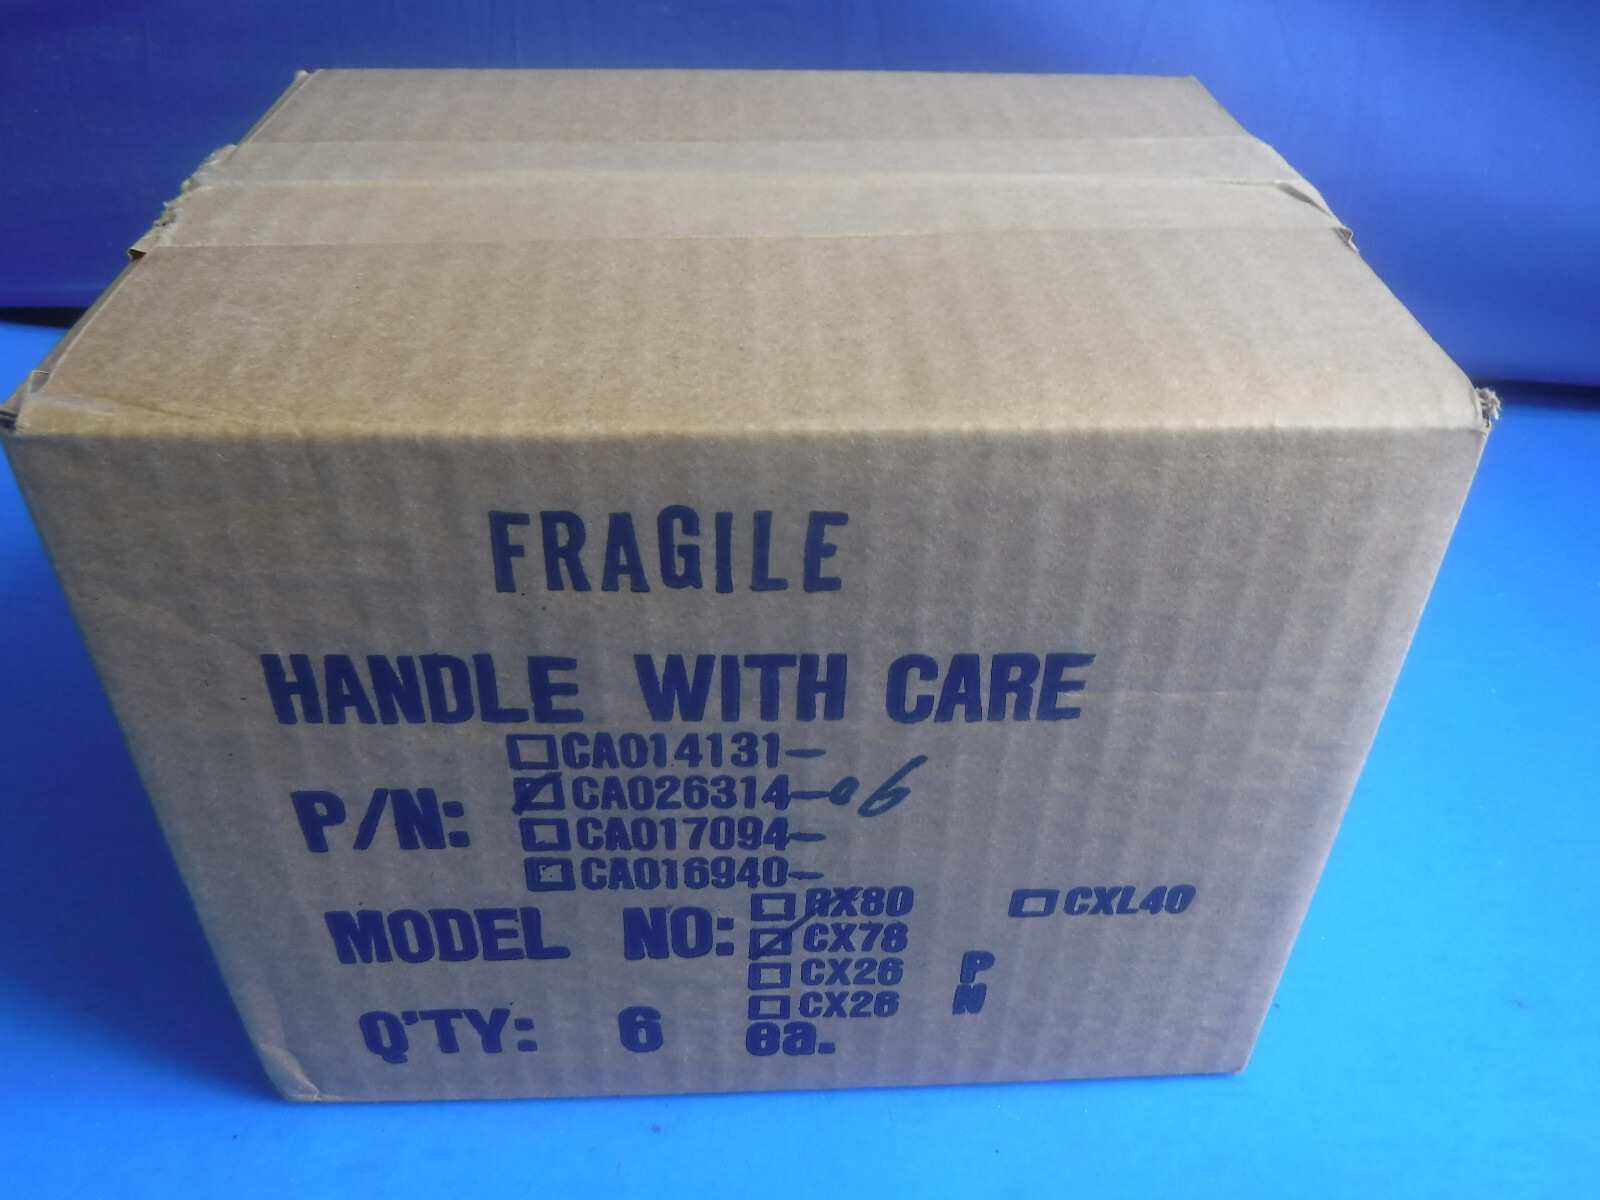 FRAGILE
HANDLE WITH CARE
CA014131-
P/N: CA026314-06
CA017094-
CA016940-
RX80 CXL40
MODEL NO: CX78
CX26 P
CX26 N
Q'TY: 6 ea.